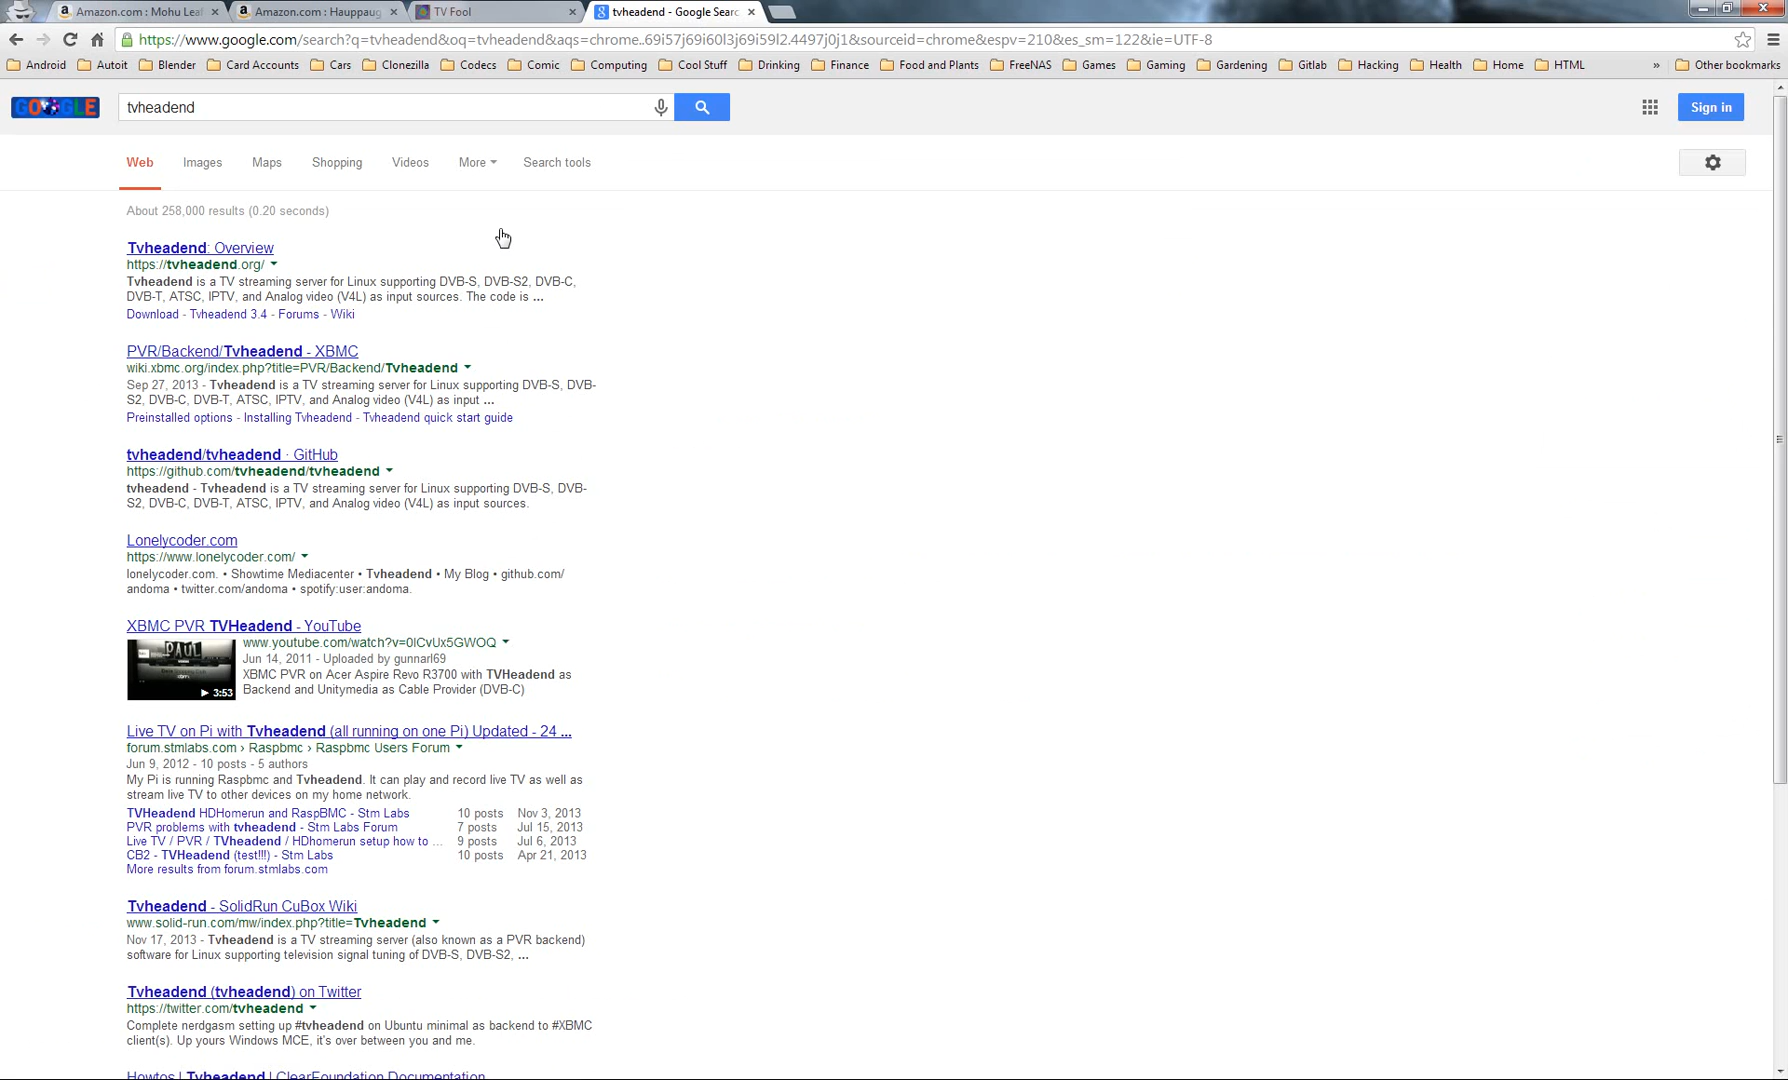 Amazon.com : Mohu Leaf
Amazon.com : Hauppaug
TV Fool
tvheadend - Google Searc
https://www.google.com/search?q=tvheadend&oq=tvheadend&aqs=chrome..69i57j69i60l3j69i59l2.4497j0j1&sourceid=chrome&espv=210&es_sm=122&ie=UTF-8
Android Autoit Blender Card Accounts Cars Clonezilla Codecs Comic Computing Cool Stuff Drinking Finance Food and Plants FreeNAS Games Gaming Gardening Gitlab Hacking Health Home HTML » Other bookmarks
GOOGLE tvheadend Sign in
Web Images Maps Shopping Videos More Search tools
About 258,000 results (0.20 seconds)
Tvheadend: Overview
https://tvheadend.org/
Tvheadend is a TV streaming server for Linux supporting DVB-S, DVB-S2, DVB-C,
DVB-T, ATSC, IPTV, and Analog video (V4L) as input sources. The code is ...
Download - Tvheadend 3.4 - Forums - Wiki
PVR/Backend/Tvheadend - XBMC
wiki.xbmc.org/index.php?title=PVR/Backend/Tvheadend
Sep 27, 2013 - Tvheadend is a TV streaming server for Linux supporting DVB-S, DVB-
S2, DVB-C, DVB-T, ATSC, IPTV, and Analog video (V4L) as input ...
Preinstalled options - Installing Tvheadend - Tvheadend quick start guide
tvheadend/tvheadend · GitHub
https://github.com/tvheadend/tvheadend
tvheadend - Tvheadend is a TV streaming server for Linux supporting DVB-S, DVB-
S2, DVB-C, DVB-T, ATSC, IPTV, and Analog video (V4L) as input sources.
Lonelycoder.com
https://www.lonelycoder.com/
lonelycoder.com. • Showtime Mediacenter • Tvheadend • My Blog • github.com/
andoma • twitter.com/andoma • spotify:user:andoma.
XBMC PVR TVHeadend - YouTube
www.youtube.com/watch?v=0lCvUx5GWOQ
Jun 14, 2011 - Uploaded by gunnarl69
XBMC PVR on Acer Aspire Revo R3700 with TVHeadend as
Backend and Unitymedia as Cable Provider (DVB-C)
PAUL
3:53
Live TV on Pi with Tvheadend (all running on one Pi) Updated - 24 ...
forum.stmlabs.com › Raspbmc › Raspbmc Users Forum
Jun 9, 2012 - 10 posts - 5 authors
My Pi is running Raspbmc and Tvheadend. It can play and record live TV as well as
stream live TV to other devices on my home network.
TVHeadend HDHomerun and RaspBMC - Stm Labs 10 posts Nov 3, 2013
PVR problems with tvheadend - Stm Labs Forum 7 posts Jul 15, 2013
Live TV / PVR / TVheadend / HDhomerun setup how to ... 9 posts Jul 6, 2013
CB2 - TVHeadend (test!!!) - Stm Labs 10 posts Apr 21, 2013
More results from forum.stmlabs.com
Tvheadend - SolidRun CuBox Wiki
www.solid-run.com/mw/index.php?title=Tvheadend
Nov 17, 2013 - Tvheadend is a TV streaming server (also known as a PVR backend)
software for Linux supporting television signal tuning of DVB-S, DVB-S2, ...
Tvheadend (tvheadend) on Twitter
https://twitter.com/tvheadend
Complete nerdgasm setting up #tvheadend on Ubuntu minimal as backend to #XBMC
client(s). Up yours Windows MCE, it's over between you and me.
Howtos | Tvheadend | ClearFoundation Documentation